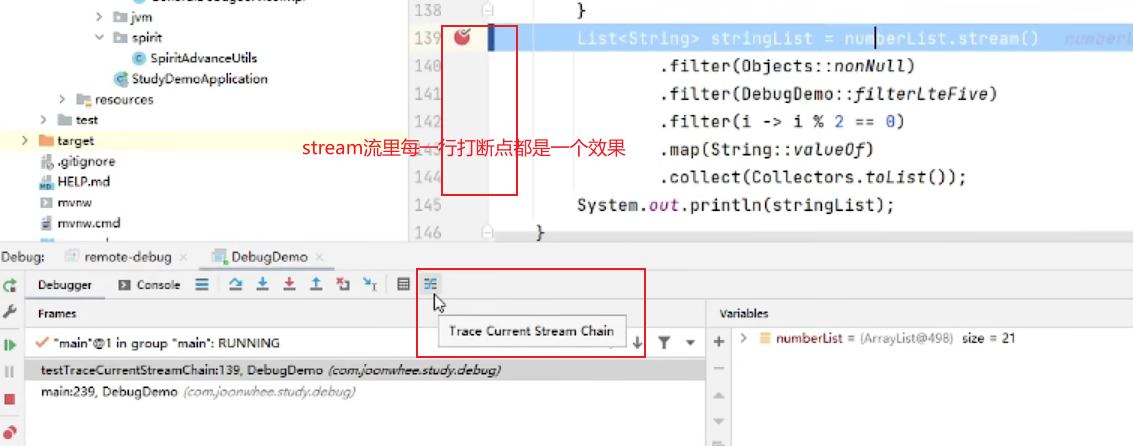 jvm
spirit
SpiritAdvanceUtils
StudyDemoApplication
resources
test
target
.gitignore
HELP.md
mvnw
mvnw.cmd
138 }
139 List<String> stringList = numberList.stream()
140 .filter(Objects::nonNull)
141 .filter(DebugDemo::filterLteFive)
142 .filter(i -> i % 2 == 0)
143 .map(String::valueOf)
144 .collect(Collectors.toList());
145 System.out.println(stringList);
146 }
stream流里每一行打断点都是一个效果
Debug: remote-debug × DebugDemo ×
Debugger Console
Trace Current Stream Chain
Frames
Variables
"main"@1 in group "main": RUNNING
testTraceCurrentStreamChain:139, DebugDemo (com.joonwhee.study.debug)
main:239, DebugDemo (com.joonwhee.study.debug)
numberList = {ArrayList@498} size = 21